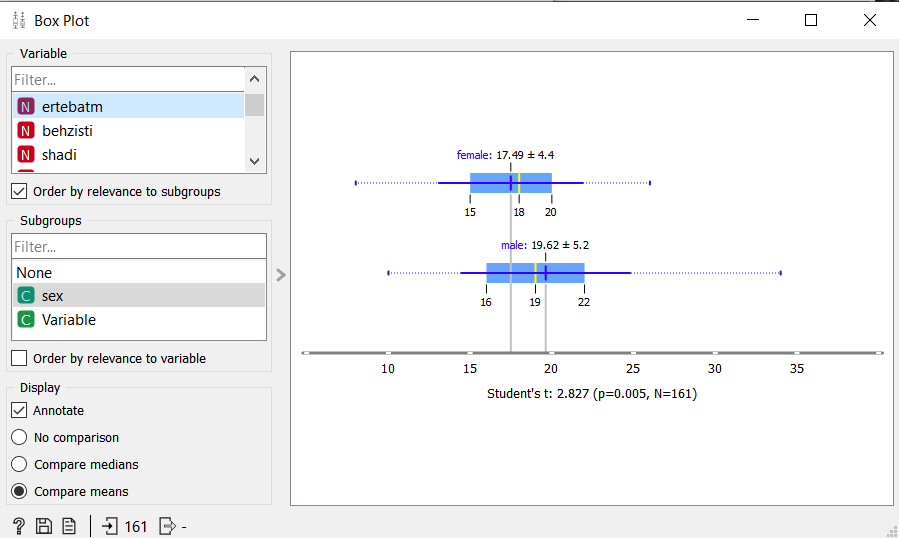 Box Plot
Variable
Filter...
N ertebatm
N behzisti
N shadi
Order by relevance to subgroups
Subgroups
Filter...
None
C sex
C Variable
Order by relevance to variable
Display
Annotate
No comparison
Compare medians
Compare means
? 161 -
female: 17.49 ± 4.4
15 18 20
male: 19.62 ± 5.2
16 19 22
10 15 20 25 30 35
Student's t: 2.827 (p=0.005, N=161)